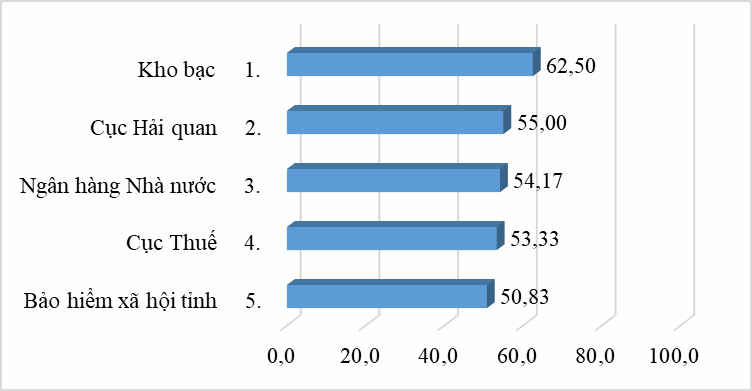 Kho bạc 1. 62,50
Cục Hải quan 2. 55,00
Ngân hàng Nhà nước 3. 54,17
Cục Thuế 4. 53,33
Bảo hiểm xã hội tỉnh 5. 50,83
0,0 20,0 40,0 60,0 80,0 100,0